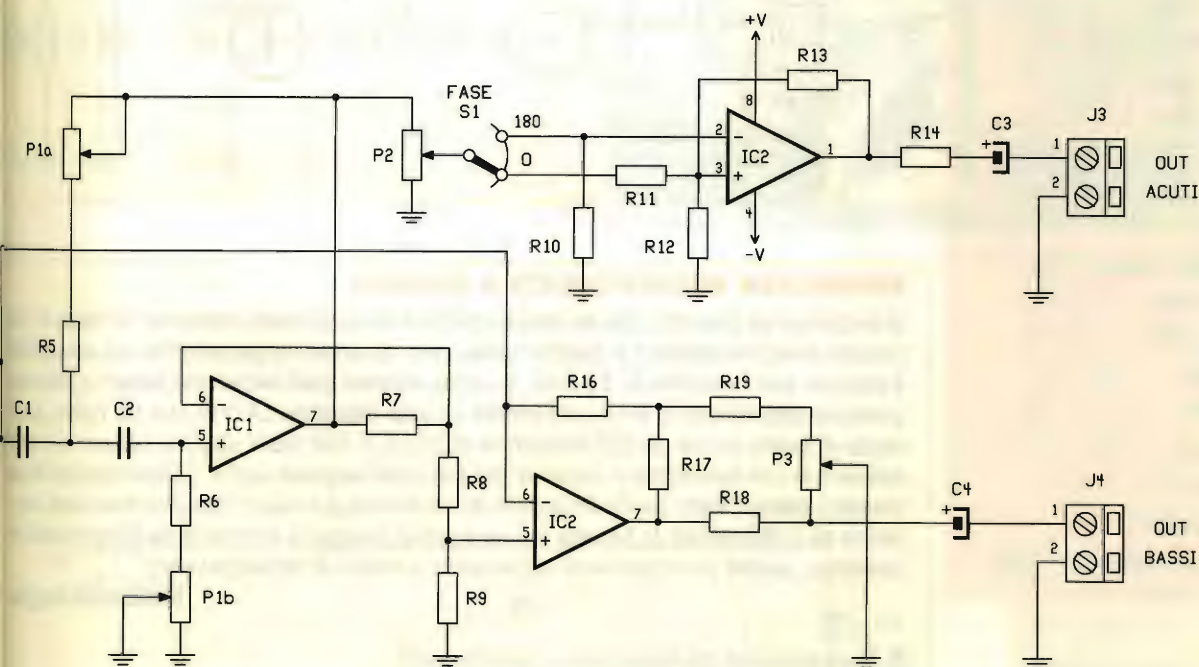 +V
R13
FASE
S1
180
0
P1a
P2
8
2
-
IC2
1
3
+
4
-V
R14
C3
+
J3
1
2
OUT
ACUTI
R11
R10
R12
R5
C1
C2
6
-
IC1
7
5
+
R7
R6
R8
P1b
R9
R16
R19
R17
P3
6
-
IC2
7
5
+
R18
C4
+
J4
1
2
OUT
BASSI